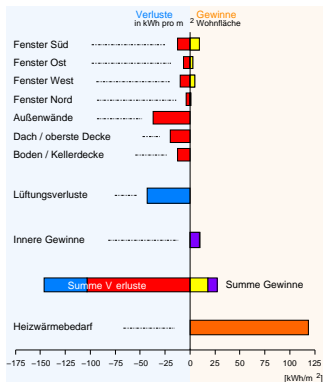 Verluste Gewinne
in kWh pro m² Wohnfläche
Fenster Süd
Fenster Ost
Fenster West
Fenster Nord
Außenwände
Dach / oberste Decke
Boden / Kellerdecke
Lüftungsverluste
Innere Gewinne
Summe V erluste Summe Gewinne
Heizwärmebedarf
−175 −150 −125 −100 −75 −50 −25 0 25 50 75 100 125
[kWh/m²]